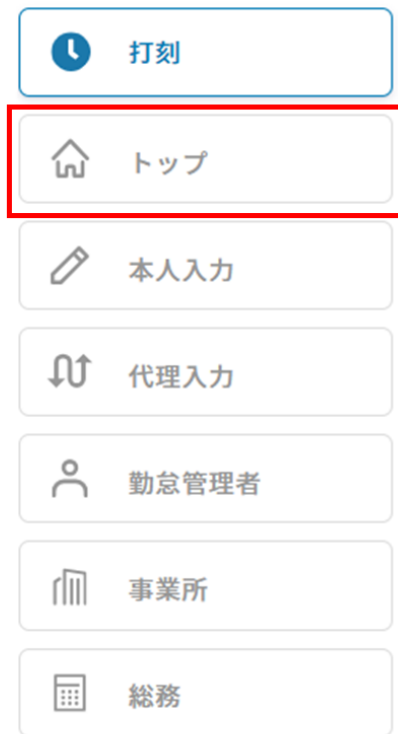 打刻
トップ
本人入力
代理入力
勤怠管理者
事業所
総務